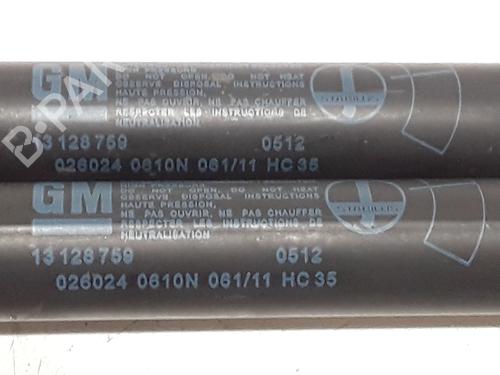 GM
HIGH PRESSURE
DO NOT OPEN, DO NOT HEAT
OBSERVE DISPOSAL INSTRUCTIONS
HAUTE PRESSION,
NE PAS OUVRIR, NE PAS CHAUFFER
RESPECTER LES INSTRUCTIONS DE
NEUTRALISATION
STABILUS
13 128 759 0512
026024 0610N 061/11 HC 35
GM
HIGH PRESSURE
DO NOT OPEN, DO NOT HEAT
OBSERVE DISPOSAL INSTRUCTIONS
HAUTE PRESSION,
NE PAS OUVRIR, NE PAS CHAUFFER
RESPECTER LES INSTRUCTIONS DE
NEUTRALISATION
STABILUS
13 128 759 0512
026024 0610N 061/11 HC 35
B-PAR